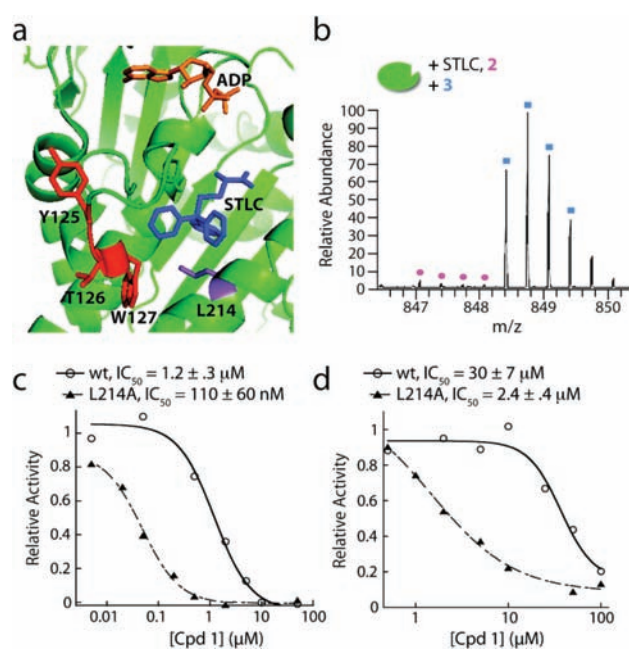 a
ADP
Y125
STLC
T126
W127
L214
b
+ STLC, 2
+ 3
Relative Abundance
100
90
80
70
60
50
40
30
20
10
0
847
848
849
850
m/z
c
wt, IC50 = 1.2 ± .3 μM
L214A, IC50 = 110 ± 60 nM
Relative Activity
1
0.8
0.6
0.4
0.2
0
0.01
0.1
1
10
100
[Cpd 1] (μM)
d
wt, IC50 = 30 ± 7 μM
L214A, IC50 = 2.4 ± .4 μM
Relative Activity
1
0.8
0.6
0.4
0.2
0
1
10
100
[Cpd 1] (μM)